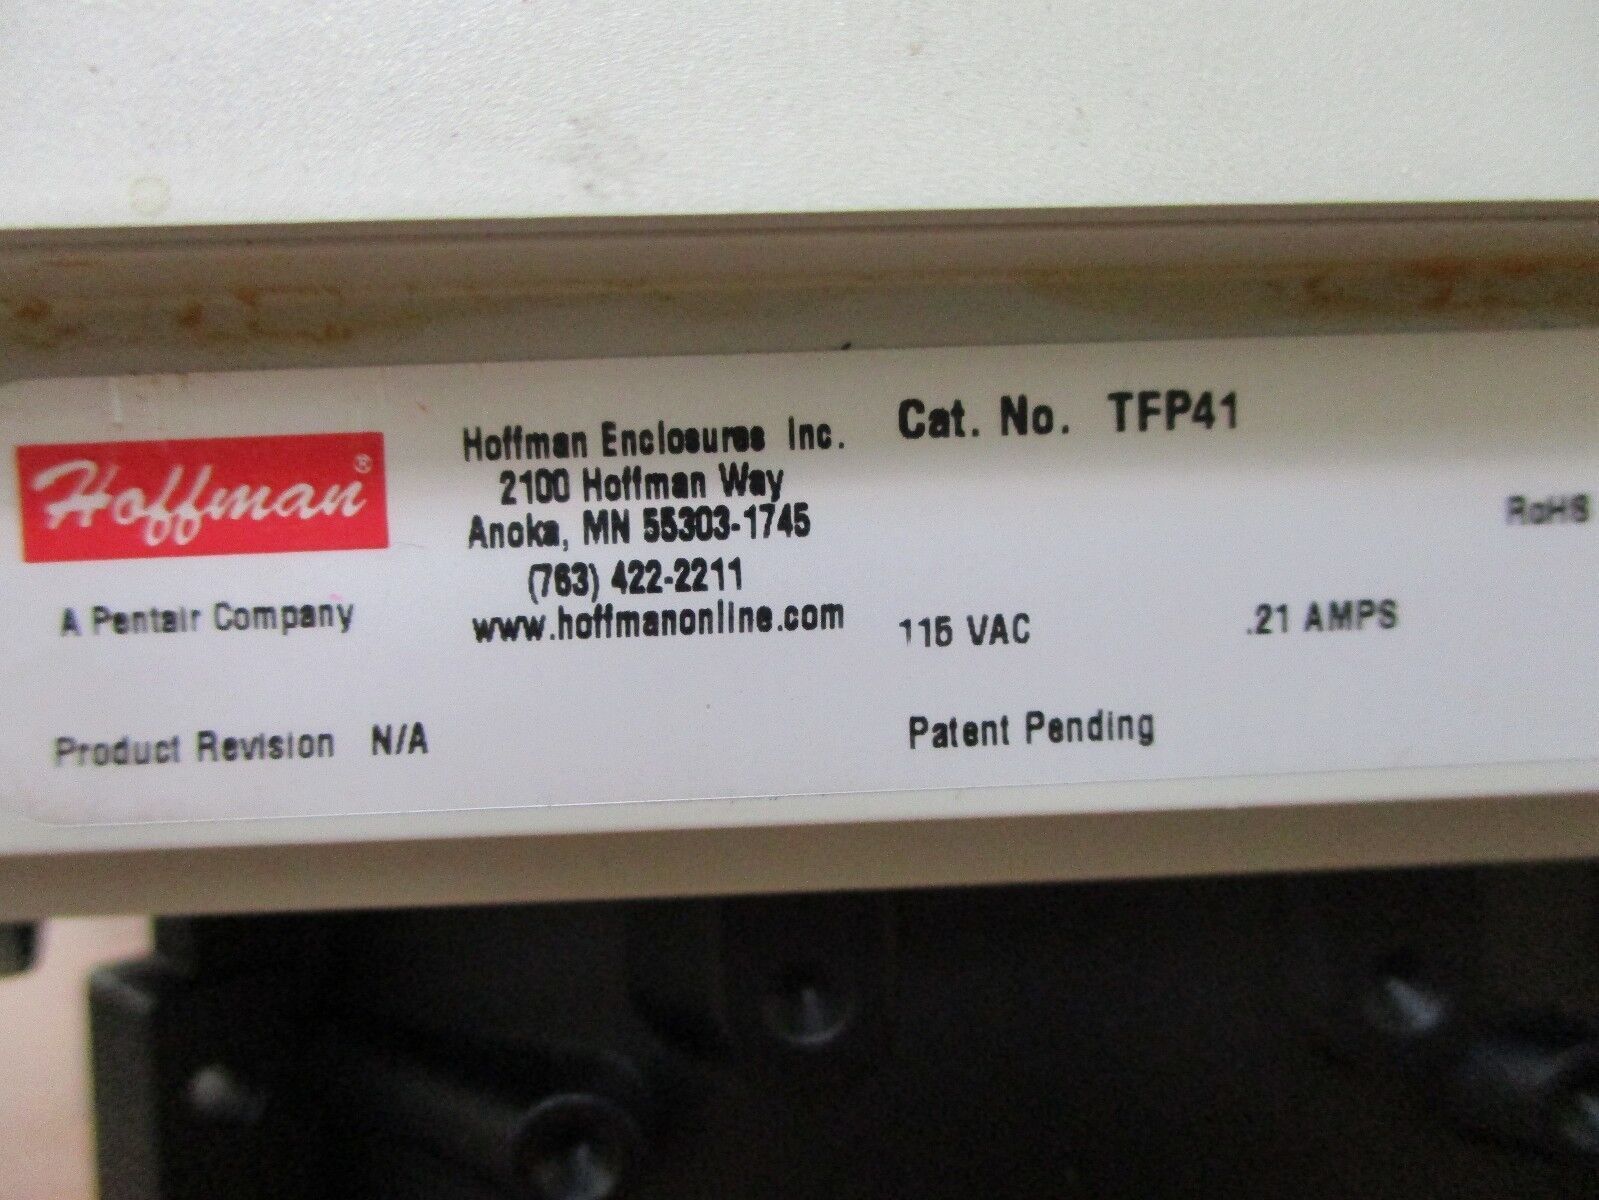 Hoffman®
A Pentair Company
Product Revision N/A
Hoffman Enclosures Inc.
2100 Hoffman Way
Anoka, MN 55303-1745
(763) 422-2211
www.hoffmanonline.com
Cat. No. TFP41
RoHS
115 VAC .21 AMPS
Patent Pending